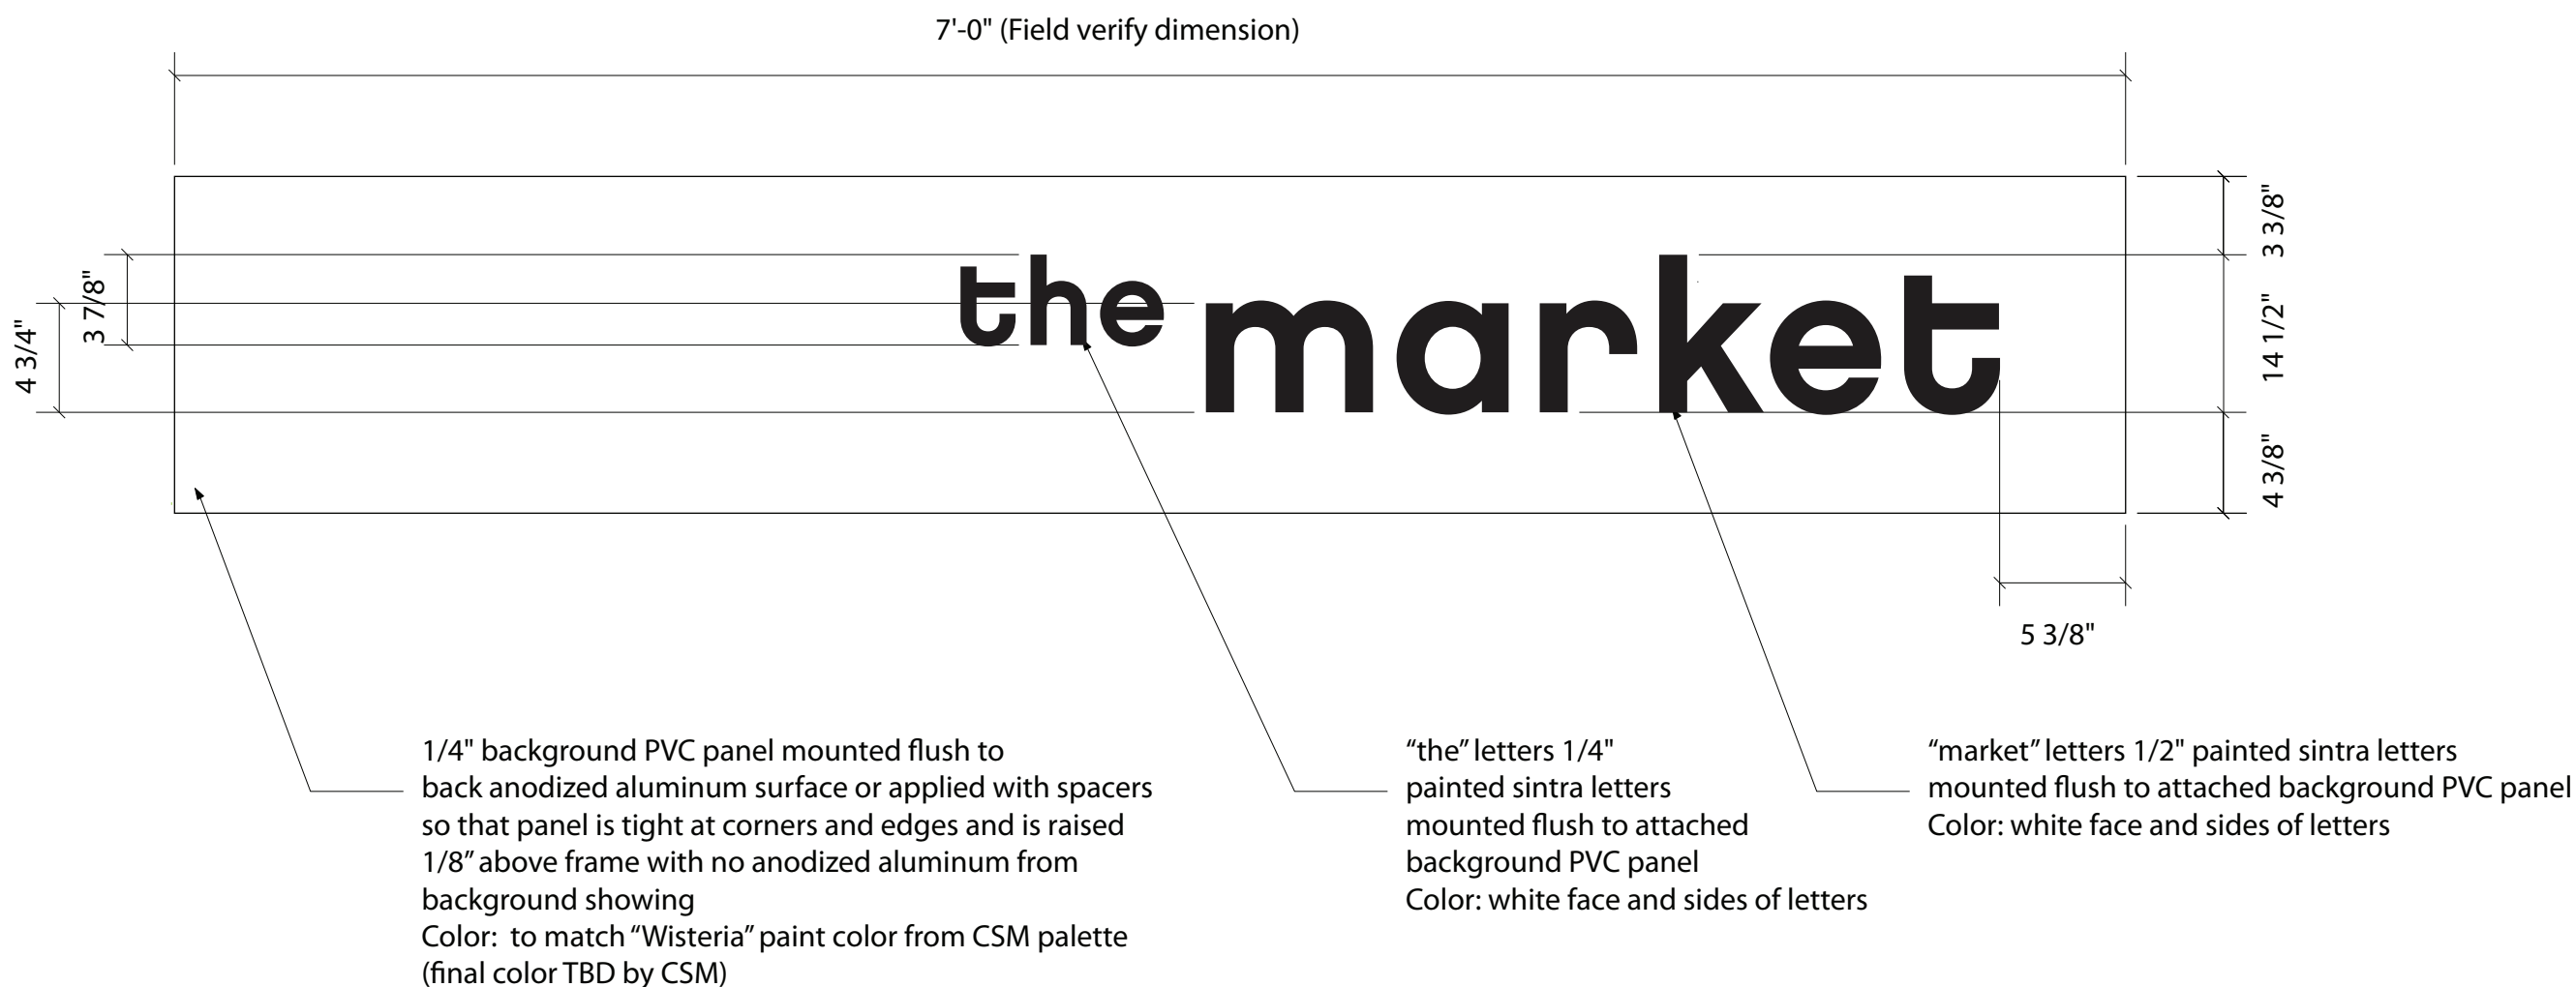 7'-0" (Field verify dimension)
3 3/8"
3 7/8"
4 3/4"
the market
14 1/2"
4 3/8"
5 3/8"
1/4" background PVC panel mounted flush to
back anodized aluminum surface or applied with spacers
so that panel is tight at corners and edges and is raised
1/8” above frame with no anodized aluminum from
background showing
Color:  to match “Wisteria” paint color from CSM palette
(final color TBD by CSM)
“the” letters 1/4"
painted sintra letters
mounted flush to attached
background PVC panel
Color: white face and sides of letters
“market” letters 1/2" painted sintra letters
mounted flush to attached background PVC panel
Color: white face and sides of letters